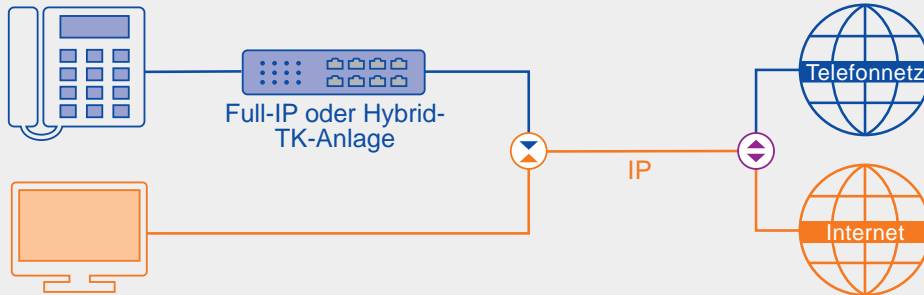 Telefonnetz
Full-IP oder Hybrid-
TK-Anlage
IP
Internet